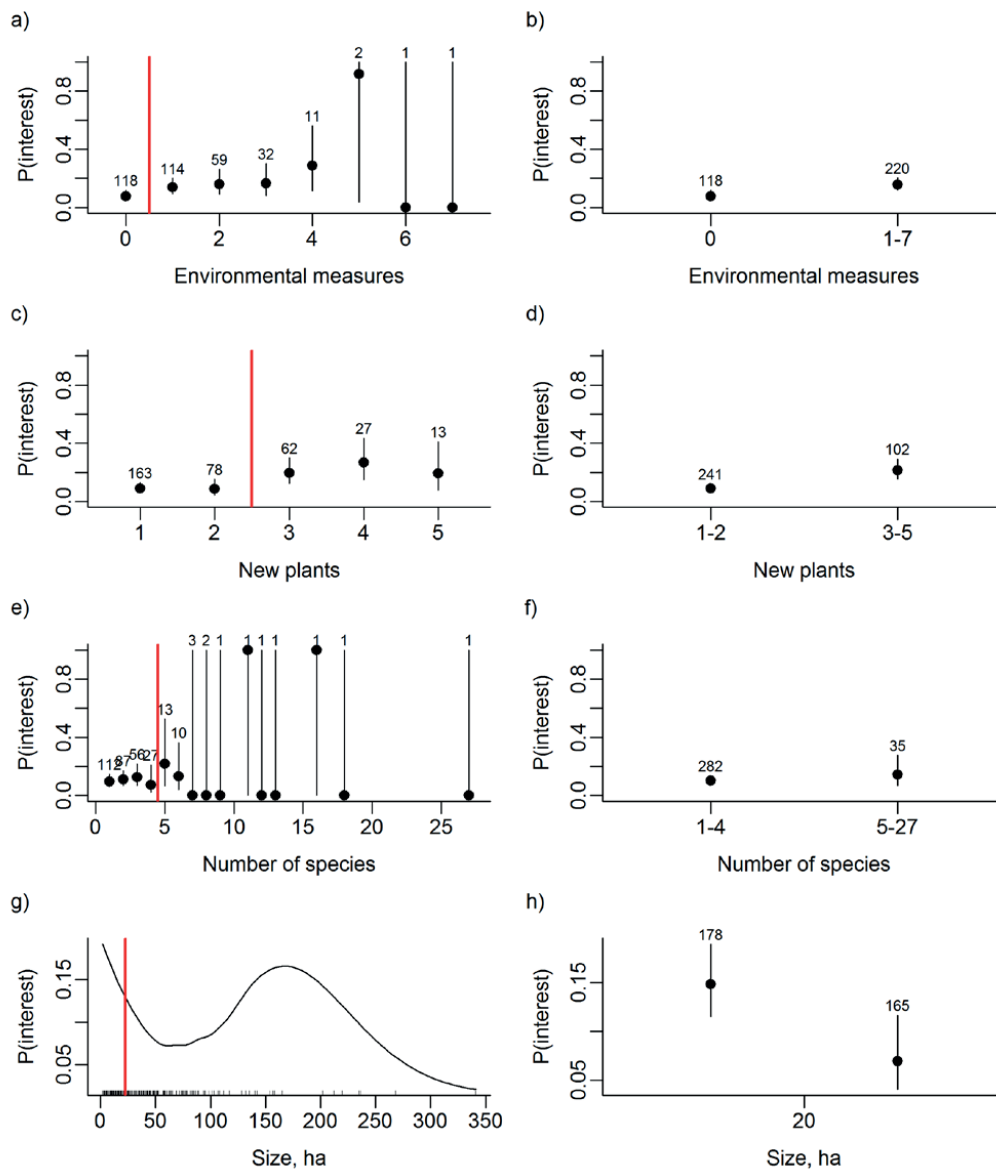 a)
P(interest)
0.0 0.4 0.8
118 114 59 32 11 2 1 1
0 2 4 6
Environmental measures
b)
P(interest)
0.0 0.4 0.8
118 220
0 1-7
Environmental measures
c)
P(interest)
0.0 0.4 0.8
163 78 62 27 13
1 2 3 4 5
New plants
d)
P(interest)
0.0 0.4 0.8
241 102
1-2 3-5
New plants
e)
P(interest)
0.0 0.4 0.8
112 87 56 27 13 10 3 2 1 1 1 1 1 1 1
0 5 10 15 20 25
Number of species
f)
P(interest)
0.0 0.4 0.8
282 35
1-4 5-27
Number of species
g)
P(interest)
0.05 0.15
0 50 100 150 200 250 300 350
Size, ha
h)
P(interest)
0.05 0.15
178 165
20
Size, ha